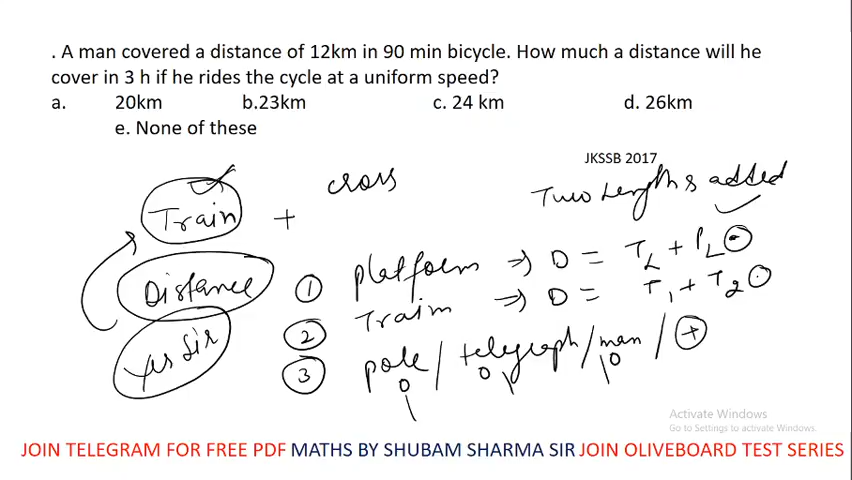 . A man covered a distance of 12km in 90 min bicycle. How much a distance will he
cover in 3 h if he rides the cycle at a uniform speed?
a. 20km b.23km c. 24 km d. 26km
e. None of these
JKSSB 2017
Train + cross
Two Lengths added
Distance
① platform ⇒ D = TL + PL ⊖
② Train ⇒ D = T1 + T2
yes Sir
③ pole / telegraph / man / ⊕
0 0 0
Activate Windows
Go to Settings to activate Windows.
JOIN TELEGRAM FOR FREE PDF MATHS BY SHUBAM SHARMA SIR JOIN OLIVEBOARD TEST SERIES